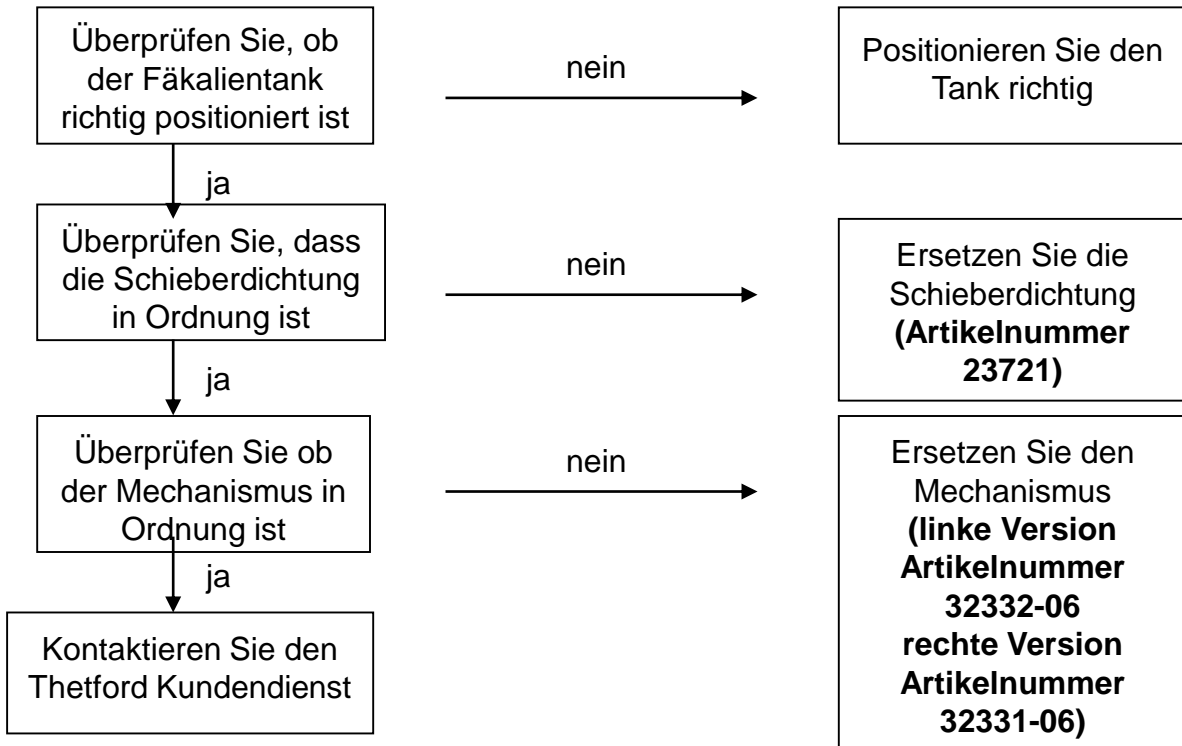 Überprüfen Sie, ob
der Fäkalientank
richtig positioniert ist
nein
Positionieren Sie den
Tank richtig
ja
Überprüfen Sie, dass
die Schieberdichtung
in Ordnung ist
nein
Ersetzen Sie die
Schieberdichtung
(Artikelnummer
23721)
ja
Überprüfen Sie ob
der Mechanismus in
Ordnung ist
nein
Ersetzen Sie den
Mechanismus
(linke Version
Artikelnummer
32332-06
rechte Version
Artikelnummer
32331-06)
ja
Kontaktieren Sie den
Thetford Kundendienst